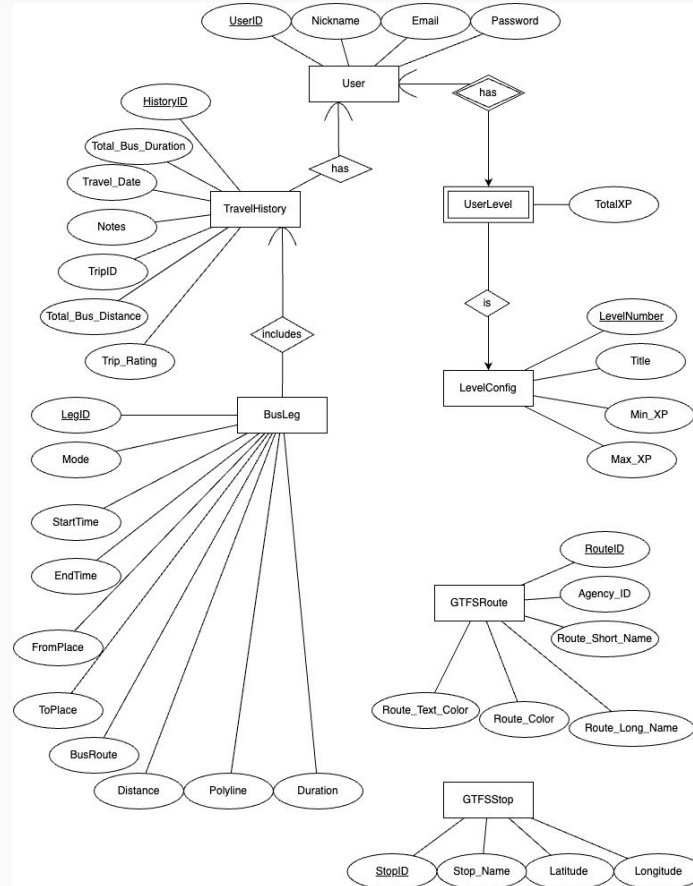 UserID
Nickname
Email
Password
User
has
HistoryID
Total_Bus_Duration
Travel_Date
Notes
TripID
Total_Bus_Distance
Trip_Rating
TravelHistory
has
UserLevel
TotalXP
is
includes
LevelConfig
LevelNumber
Title
Min_XP
Max_XP
BusLeg
LegID
Mode
StartTime
EndTime
FromPlace
ToPlace
BusRoute
Distance
Polyline
Duration
GTFSRoute
RouteID
Agency_ID
Route_Short_Name
Route_Text_Color
Route_Color
Route_Long_Name
GTFSStop
StopID
Stop_Name
Latitude
Longitude